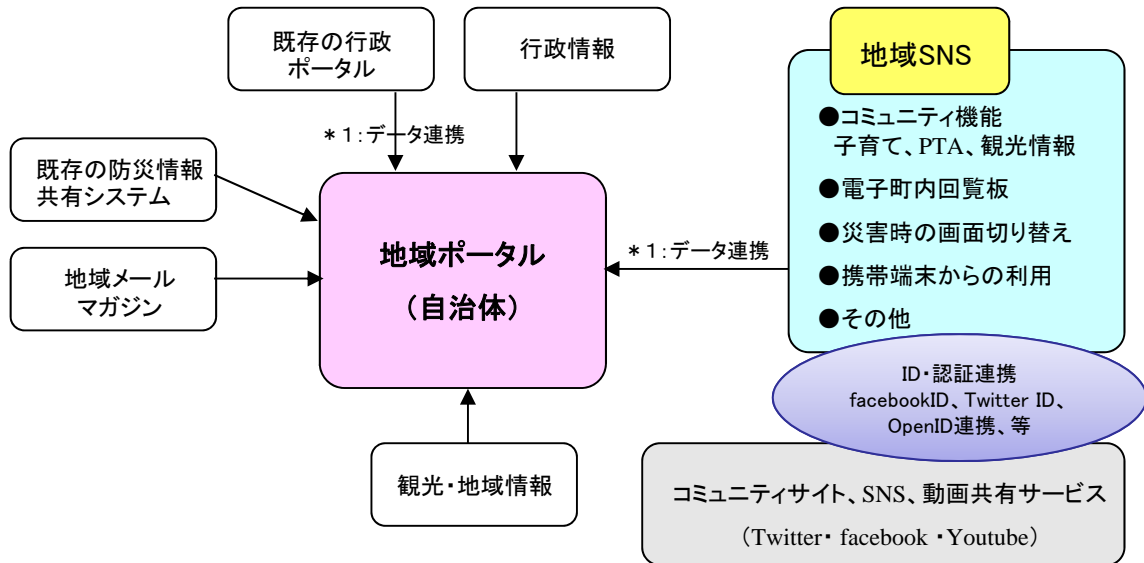 既存の行政
ポータル
行政情報
地域SNS
*1:データ連携
●コミュニティ機能
子育て、PTA、観光情報
●電子町内回覧板
●災害時の画面切り替え
●携帯端末からの利用
●その他
既存の防災情報
共有システム
地域メール
マガジン
地域ポータル
(自治体)
*1:データ連携
ID・認証連携
facebookID、Twitter ID、
OpenID連携、等
観光・地域情報
コミュニティサイト、SNS、動画共有サービス
(Twitter・ facebook ・Youtube)